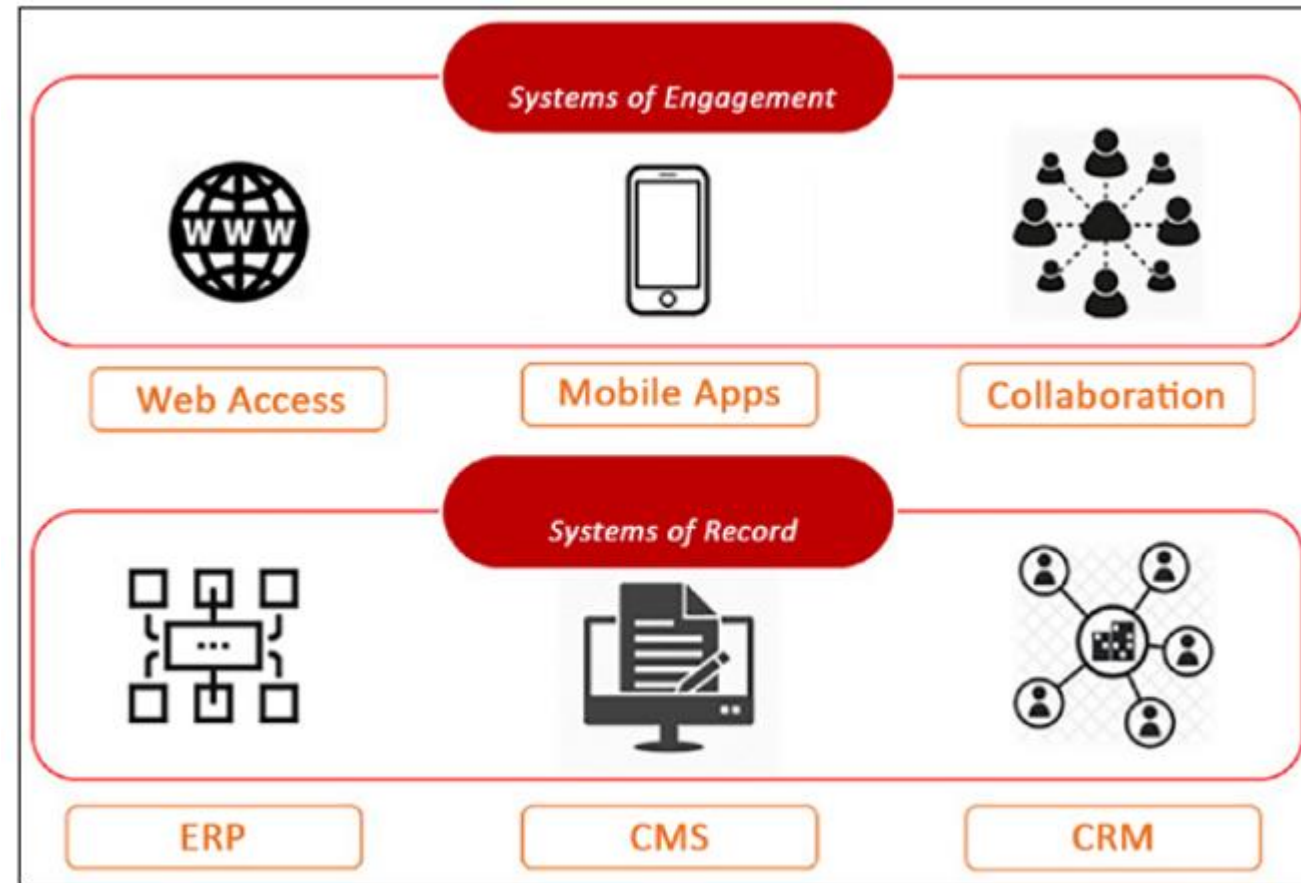 Systems of Engagement
WWW
Web Access
Mobile Apps
Collaboration
Systems of Record
ERP
CMS
CRM